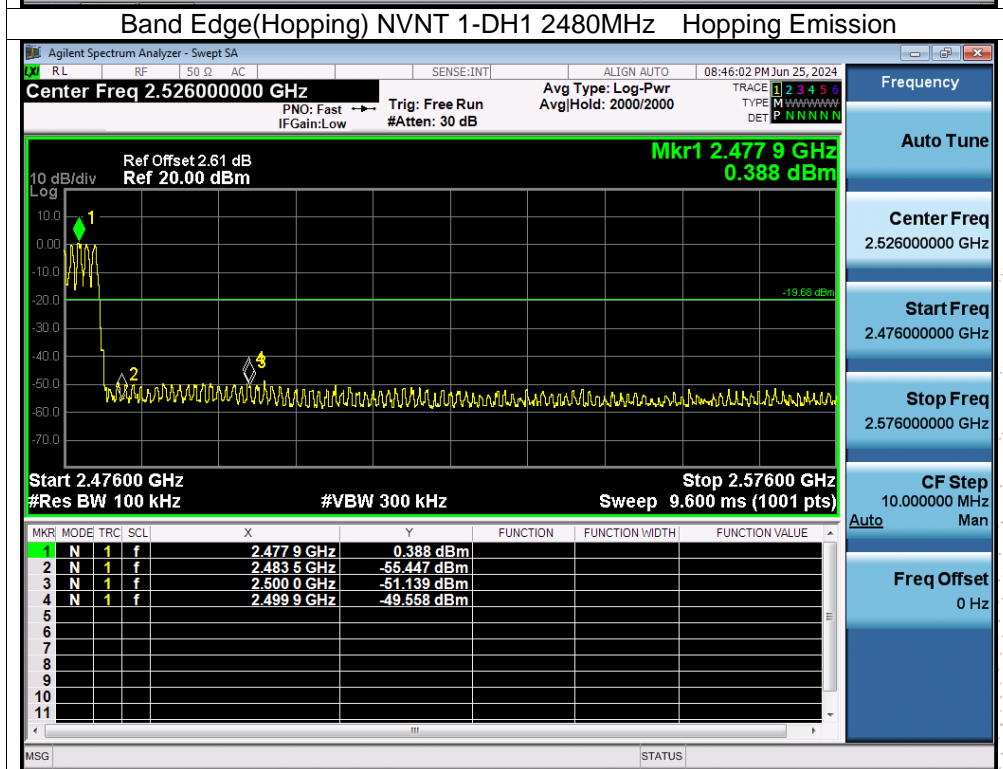 Band Edge(Hopping) NVNT 1-DH1 2480MHz Hopping Emission
Agilent Spectrum Analyzer - Swept SA
LXI RL RF 50 Ω AC SENSE:INT ALIGN AUTO 08:46:02 PM Jun 25, 2024
Center Freq 2.526000000 GHz
PNO: Fast
IFGain:Low
Trig: Free Run
#Atten: 30 dB
Avg Type: Log-Pwr
Avg|Hold: 2000/2000
TRACE 1 2 3 4 5 6
TYPE M W W W W W
DET P N N N N N
Ref Offset 2.61 dB
10 dB/div Ref 20.00 dBm
Log
Mkr1 2.477 9 GHz
0.388 dBm
10.0
0.00
-10.0
-20.0
-30.0
-40.0
-50.0
-60.0
-70.0
1
2
3
4
-19.68 dBm
Start 2.47600 GHz Stop 2.57600 GHz
#Res BW 100 kHz #VBW 300 kHz Sweep 9.600 ms (1001 pts)
MKR MODE TRC SCL X Y FUNCTION FUNCTION WIDTH FUNCTION VALUE
1 N 1 f 2.477 9 GHz 0.388 dBm
2 N 1 f 2.483 5 GHz -55.447 dBm
3 N 1 f 2.500 0 GHz -51.139 dBm
4 N 1 f 2.499 9 GHz -49.558 dBm
5
6
7
8
9
10
11
MSG STATUS
Frequency
Auto Tune
Center Freq
2.526000000 GHz
Start Freq
2.476000000 GHz
Stop Freq
2.576000000 GHz
CF Step
10.000000 MHz
Auto Man
Freq Offset
0 Hz